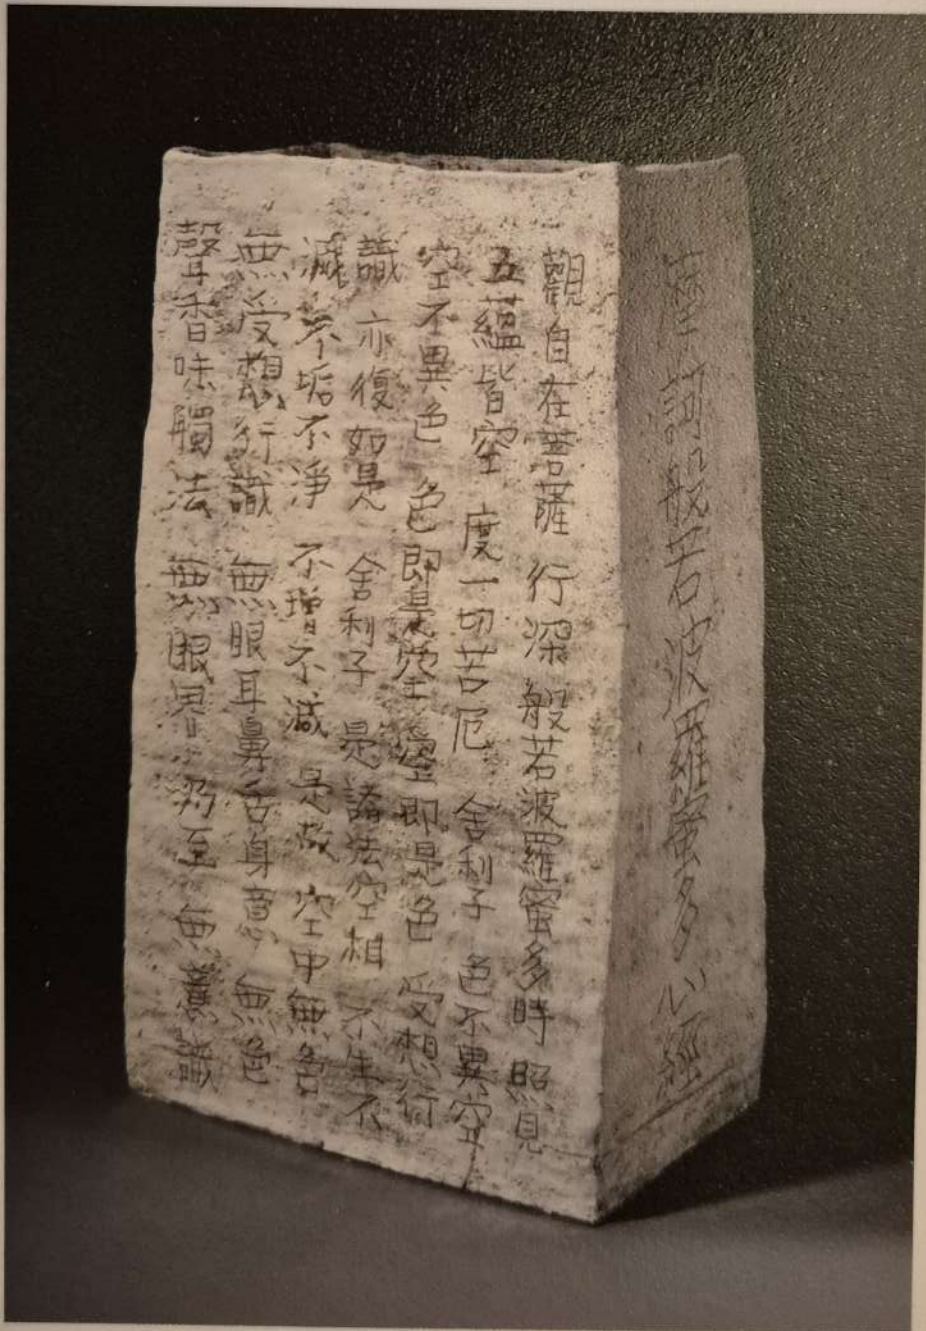 摩訶般若波羅蜜多心經
觀自在菩薩 行深般若波羅蜜多時 照見
五蘊皆空 度一切苦厄 舍利子 色不異空
空不異色 色即是空 空即是色 受想行
識 亦復如是 舍利子 是諸法空相 不生不
滅 不垢不淨 不增不減 是故 空中無色
無受想行識 無眼耳鼻舌身意 無色
聲香味觸法 無眼界 乃至 無意識